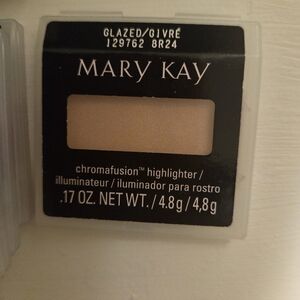 GLAZED/GIVRÉ
129762 8R24
MARY KAY
chromafusion™ highlighter /
illuminateur / iluminador para rostro
.17 OZ. NET WT. / 4.8g / 4,8g